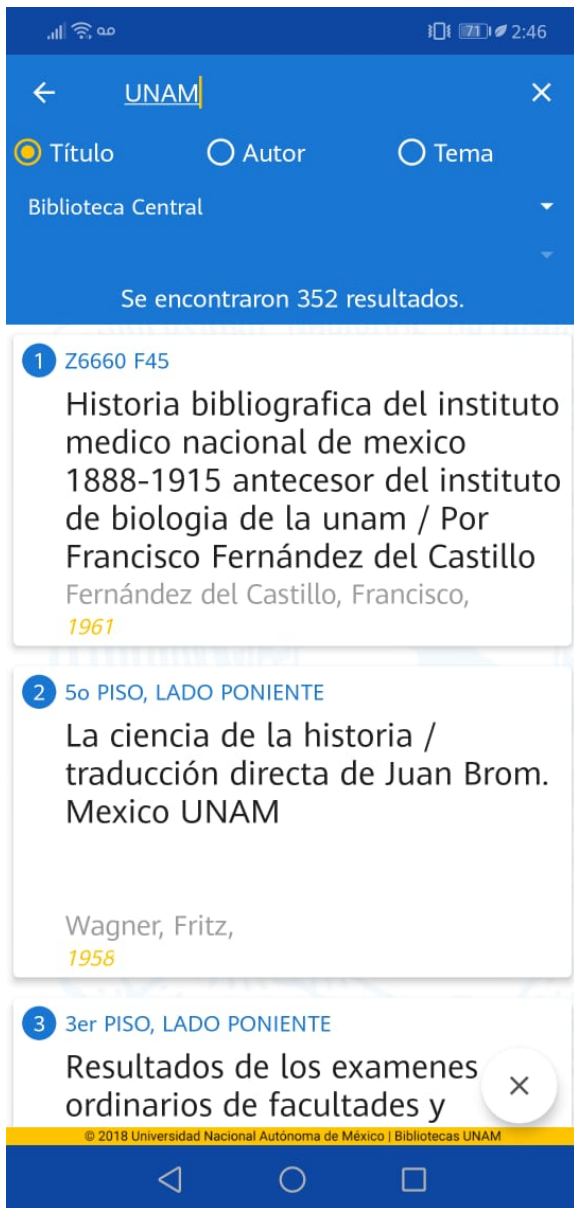 71 2:46
UNAM
Título Autor Tema
Biblioteca Central
Se encontraron 352 resultados.
1 Z6660 F45
Historia bibliografica del instituto
medico nacional de mexico
1888-1915 antecesor del instituto
de biologia de la unam / Por
Francisco Fernández del Castillo
Fernández del Castillo, Francisco,
1961
2 5o PISO, LADO PONIENTE
La ciencia de la historia /
traducción directa de Juan Brom.
Mexico UNAM
Wagner, Fritz,
1958
3 3er PISO, LADO PONIENTE
Resultados de los examenes
ordinarios de facultades y
© 2018 Universidad Nacional Autónoma de México | Bibliotecas UNAM